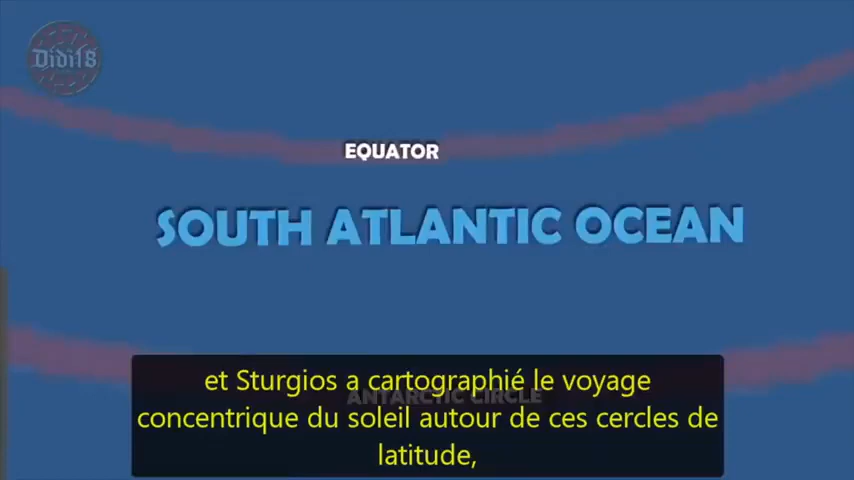 Didi18
EQUATOR
SOUTH ATLANTIC OCEAN
ANTARCTIC CIRCLE
et Sturgios a cartographié le voyage
concentrique du soleil autour de ces cercles de
latitude,